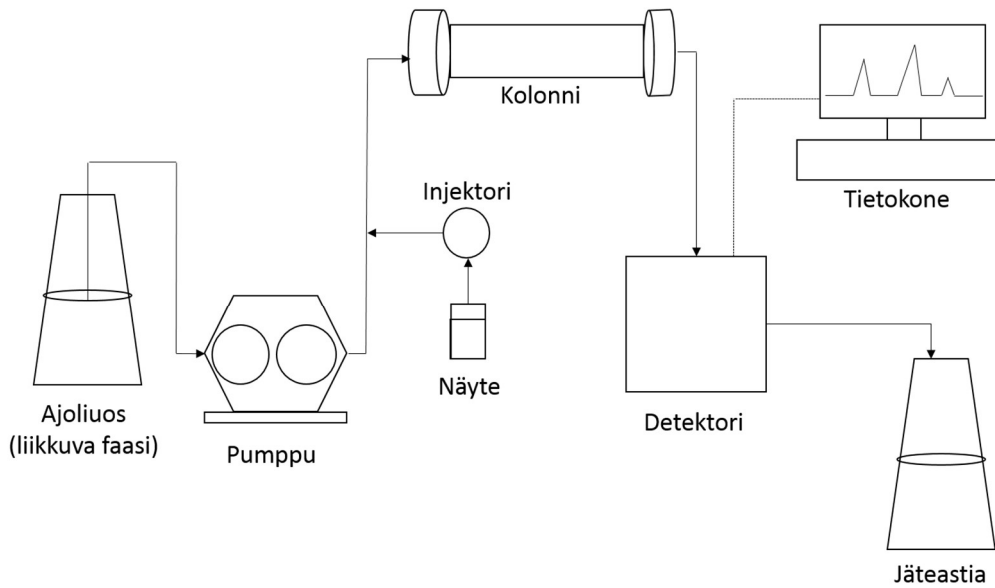 Kolonni
Tietokone
Injektori
Näyte
Ajoliuos
(liikkuva faasi)
Pumppu
Detektori
Jäteastia